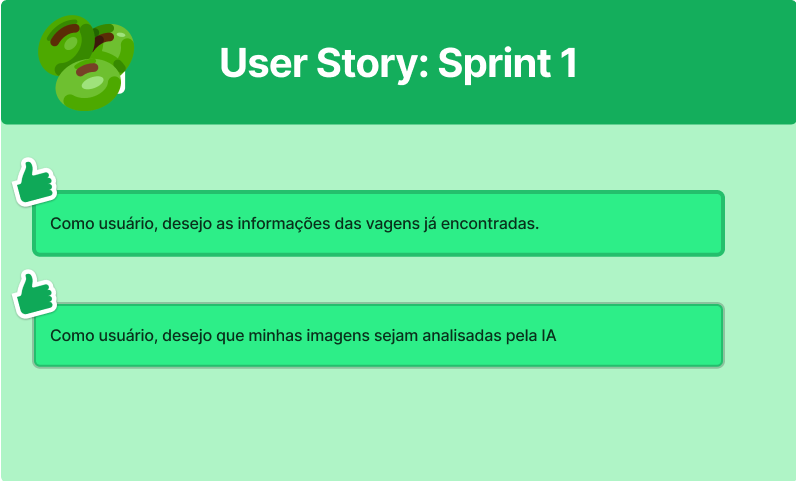 User Story: Sprint 1
Como usuário, desejo as informações das vagens já encontradas.
Como usuário, desejo que minhas imagens sejam analisadas pela IA